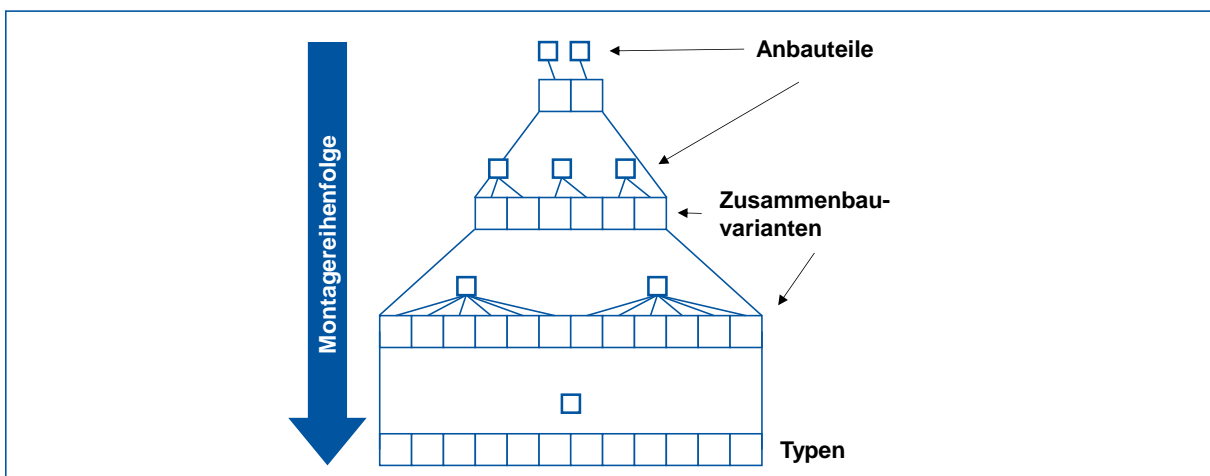 Anbauteile
Montagereihenfolge
Zusammenbau-
varianten
Typen